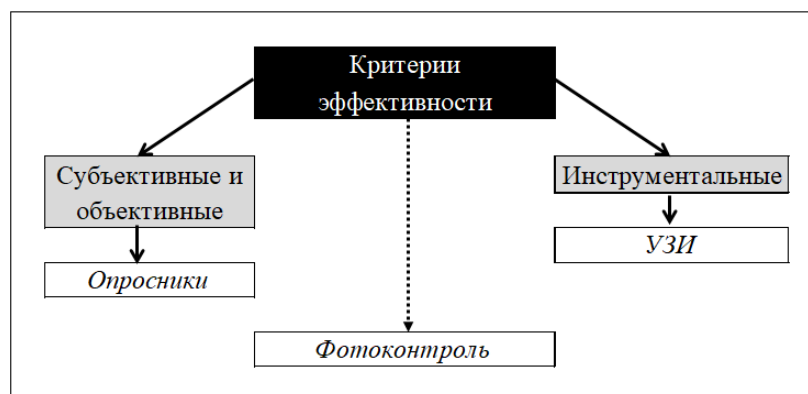 Критерии
эффективности
Субъективные и
объективные
Инструментальные
Опросники
УЗИ
Фотоконтроль